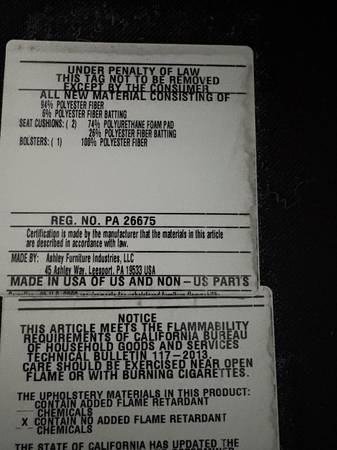 UNDER PENALTY OF LAW
THIS TAG NOT TO BE REMOVED
EXCEPT BY THE CONSUMER
ALL NEW MATERIAL CONSISTING OF
94% POLYESTER FIBER
6% POLYESTER FIBER BATTING
SEAT CUSHIONS: ( 2) 74% POLYURETHANE FOAM PAD
26% POLYESTER FIBER BATTING
BOLSTERS: ( 1) 100% POLYESTER FIBER
REG. NO. PA 26675
Certification is made by the manufacturer that the materials in this article
are described in accordance with law.
MADE BY: Ashley Furniture Industries, LLC
45 Ashley Way, Leesport, PA 19533 USA
MADE IN USA OF US AND NON-US PARTS
requirements for upholstered furniture flammability
NOTICE
THIS ARTICLE MEETS THE FLAMMABILITY
REQUIREMENTS OF CALIFORNIA BUREAU
OF HOUSEHOLD GOODS AND SERVICES
TECHNICAL BULLETIN 117-2013.
CARE SHOULD BE EXERCISED NEAR OPEN
FLAME OR WITH BURNING CIGARETTES.
THE UPHOLSTERY MATERIALS IN THIS PRODUCT:
CONTAIN ADDED FLAME RETARDANT
CHEMICALS
X CONTAIN NO ADDED FLAME RETARDANT
CHEMICALS
THE STATE OF CALIFORNIA HAS UPDATED THE